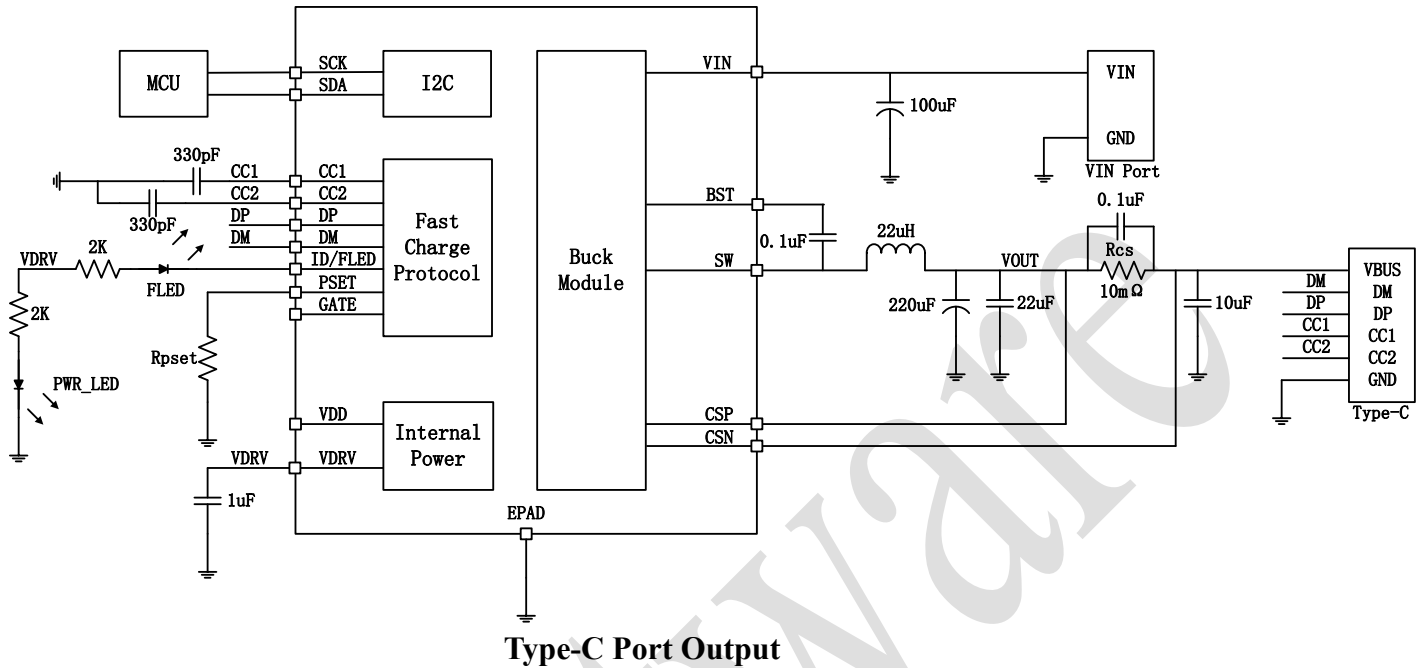 MCU
SCK
SDA
I2C
VIN
VIN
GND
VIN Port
100uF
330pF
CC1
CC2
330pF
DP
DM
CC1
CC2
DP
DM
ID/FLED
PSET
GATE
Fast
Charge
Protocol
Buck
Module
BST
SW
0.1uF
22uH
VOUT
0.1uF
Rcs
10mΩ
220uF
22uF
10uF
VBUS
DM
DP
CC1
CC2
GND
Type-C
DM
DP
CC1
CC2
VDRV
2K
FLED
2K
PWR_LED
Rpset
VDD
VDRV
VDRV
Internal
Power
1uF
CSP
CSN
EPAD
Type-C Port Output